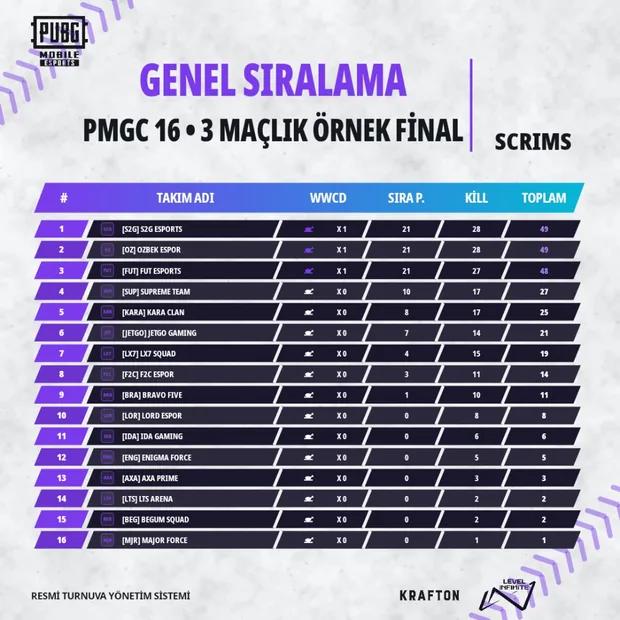 PUBG
MOBILE
ESPORTS
GENEL SIRALAMA
PMGC 16 • 3 MAÇLIK ÖRNEK FİNAL
SCRIMS
# TAKIM ADI WWCD SIRA P. KİLL TOPLAM
1 [S2G] S2G ESPORTS X 1 21 28 49
2 [OZ] OZBEK ESPOR X 1 21 28 49
3 [FUT] FUT ESPORTS X 1 21 27 48
4 [SUP] SUPREME TEAM X 0 10 17 27
5 [KARA] KARA CLAN X 0 8 17 25
6 [JETGO] JETGO GAMING X 0 7 14 21
7 [LX7] LX7 SQUAD X 0 4 15 19
8 [F2C] F2C ESPOR X 0 3 11 14
9 [BRA] BRAVO FIVE X 0 1 10 11
10 [LOR] LORD ESPOR X 0 0 8 8
11 [IDA] IDA GAMING X 0 0 6 6
12 [ENG] ENIGMA FORCE X 0 0 5 5
13 [AXA] AXA PRIME X 0 0 3 3
14 [LTS] LTS ARENA X 0 0 2 2
15 [BEG] BEGUM SQUAD X 0 0 2 2
16 [MJR] MAJOR FORCE X 0 0 1 1
RESMİ TURNUVA YÖNETİM SİSTEMİ
KRAFTON
LEVEL
INFINITE